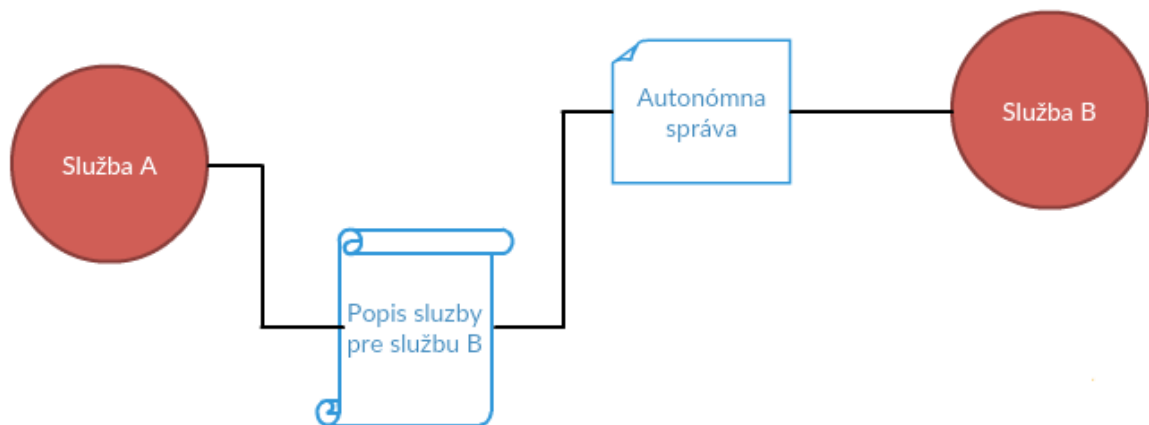 Služba A
Popis sluzby
pre službu B
Autonómna
správa
Služba B